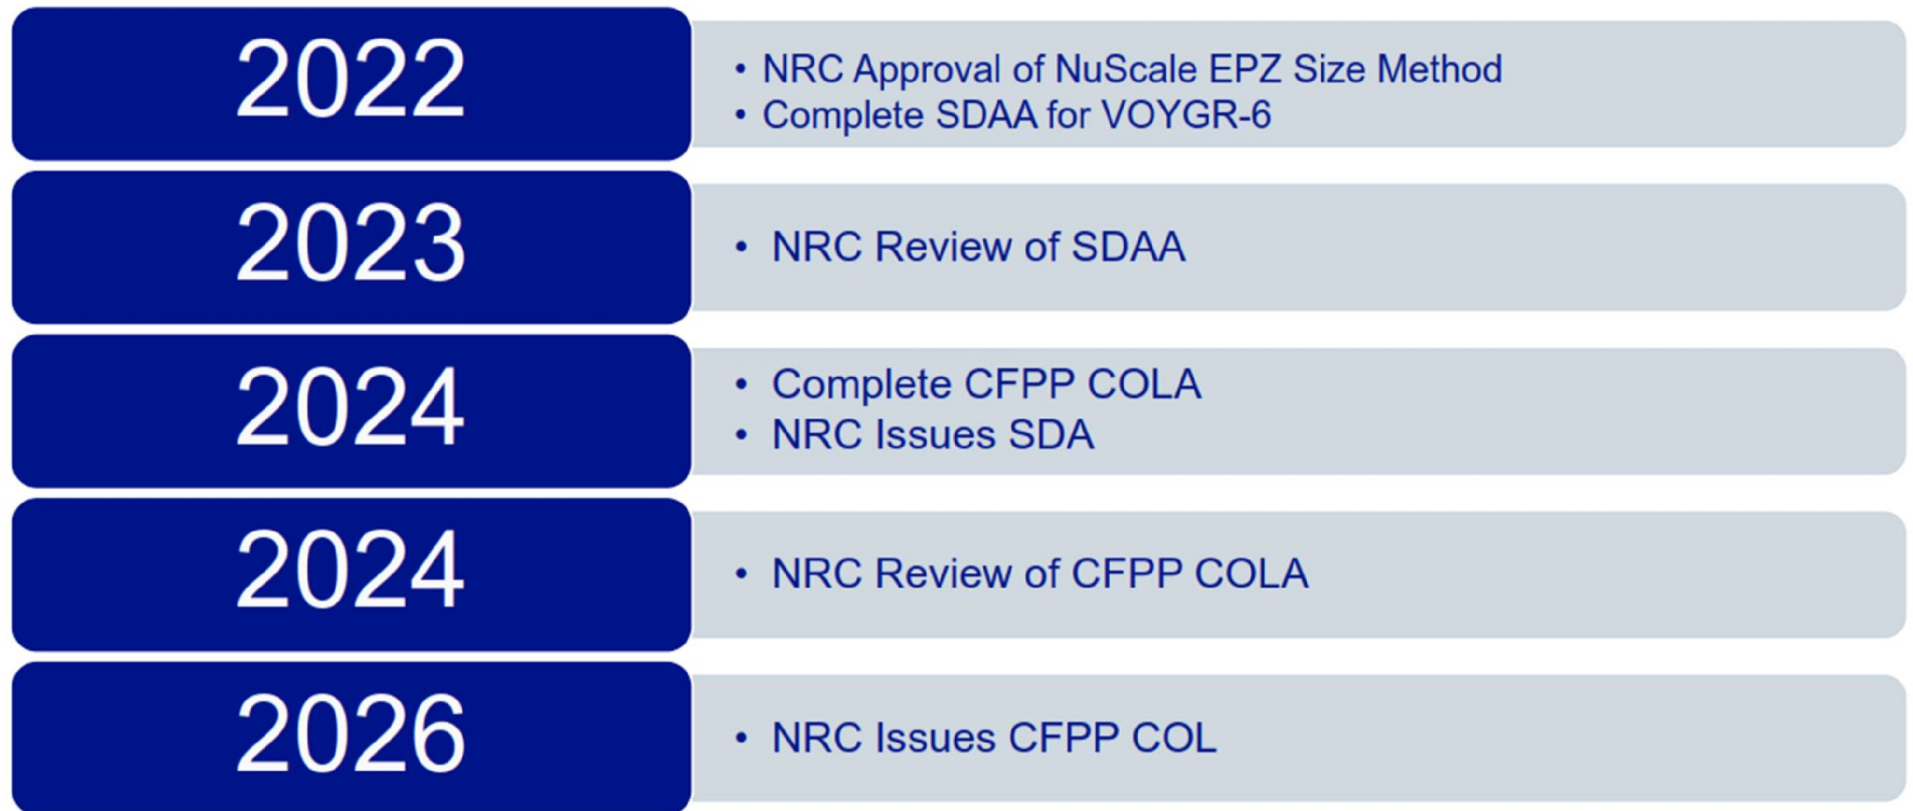 2022
• NRC Approval of NuScale EPZ Size Method
• Complete SDAA for VOYGR-6
2023
• NRC Review of SDAA
2024
• Complete CFPP COLA
• NRC Issues SDA
2024
• NRC Review of CFPP COLA
2026
• NRC Issues CFPP COL